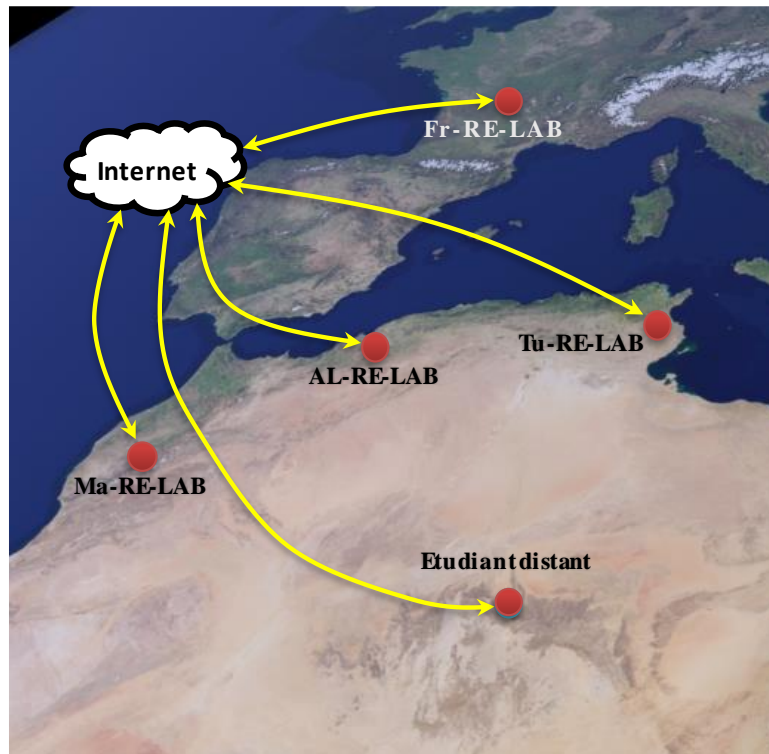 Fr-RE-LAB
Internet
Tu-RE-LAB
AL-RE-LAB
Ma-RE-LAB
Etudiant distant